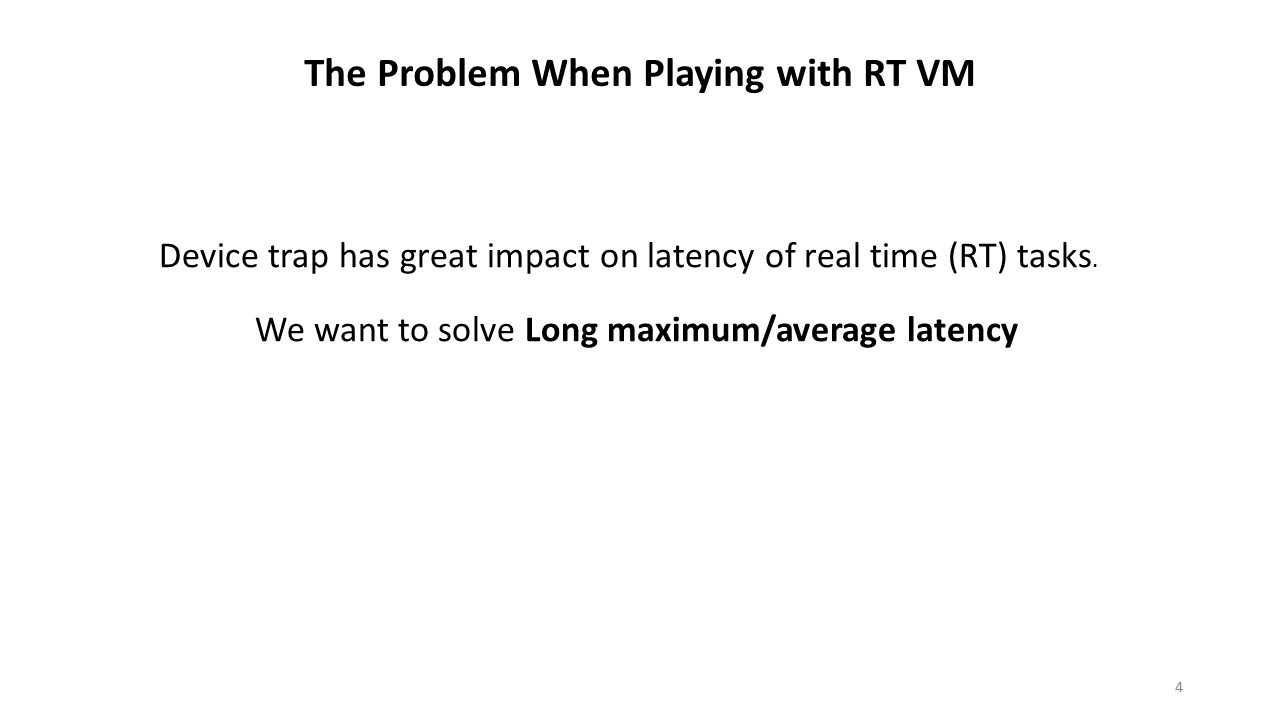 The Problem When Playing with RT VM
Device trap has great impact on latency of real time (RT) tasks.
We want to solve Long maximum/average latency
4